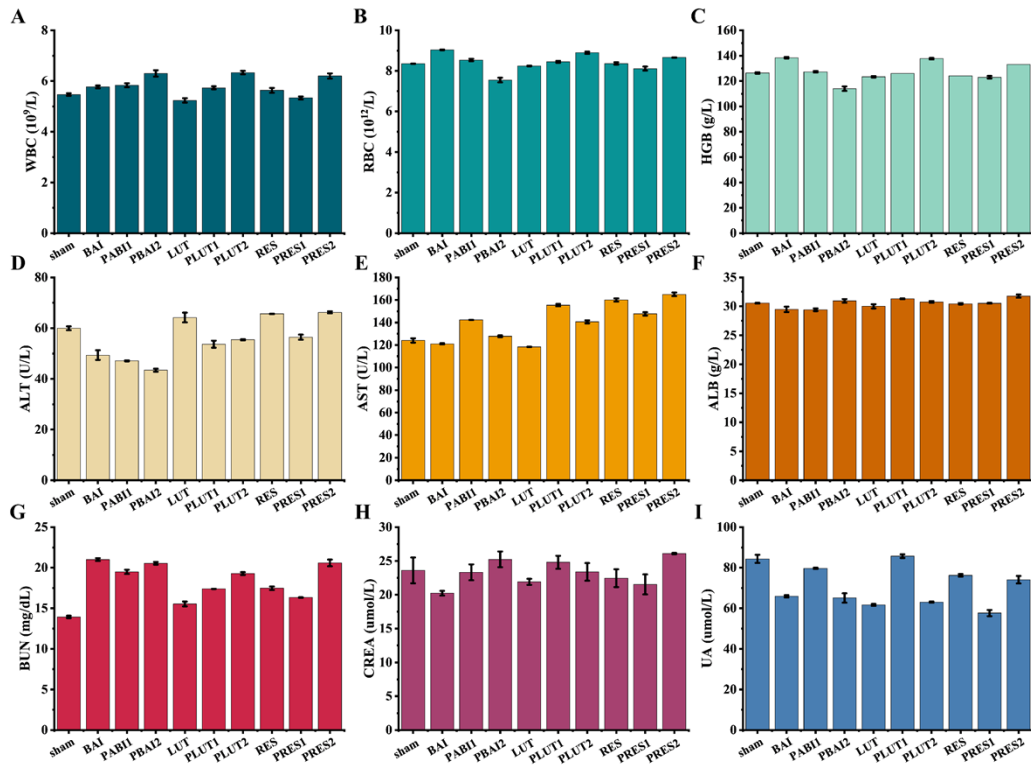 A
WBC (10⁹/L)
8
6
4
2
0
sham BAI PABI1 PBAI2 LUT PLUT1 PLUT2 RES PRES1 PRES2
B
RBC (10¹²/L)
10
8
6
4
2
0
sham BAI PABI1 PBAI2 LUT PLUT1 PLUT2 RES PRES1 PRES2
C
HGB (g/L)
160
140
120
100
80
60
40
20
0
sham BAI PABI1 PBAI2 LUT PLUT1 PLUT2 RES PRES1 PRES2
D
ALT (U/L)
80
60
40
20
0
sham BAI PABI1 PBAI2 LUT PLUT1 PLUT2 RES PRES1 PRES2
E
AST (U/L)
180
160
140
120
100
80
60
40
20
0
sham BAI PABI1 PBAI2 LUT PLUT1 PLUT2 RES PRES1 PRES2
F
ALB (g/L)
35
30
25
20
15
10
5
0
sham BAI PABI1 PBAI2 LUT PLUT1 PLUT2 RES PRES1 PRES2
G
BUN (mg/dL)
25
20
15
10
5
0
sham BAI PABI1 PBAI2 LUT PLUT1 PLUT2 RES PRES1 PRES2
H
CREA (umol/L)
30
25
20
15
10
5
0
sham BAI PABI1 PBAI2 LUT PLUT1 PLUT2 RES PRES1 PRES2
I
UA (umol/L)
100
80
60
40
20
0
sham BAI PABI1 PBAI2 LUT PLUT1 PLUT2 RES PRES1 PRES2